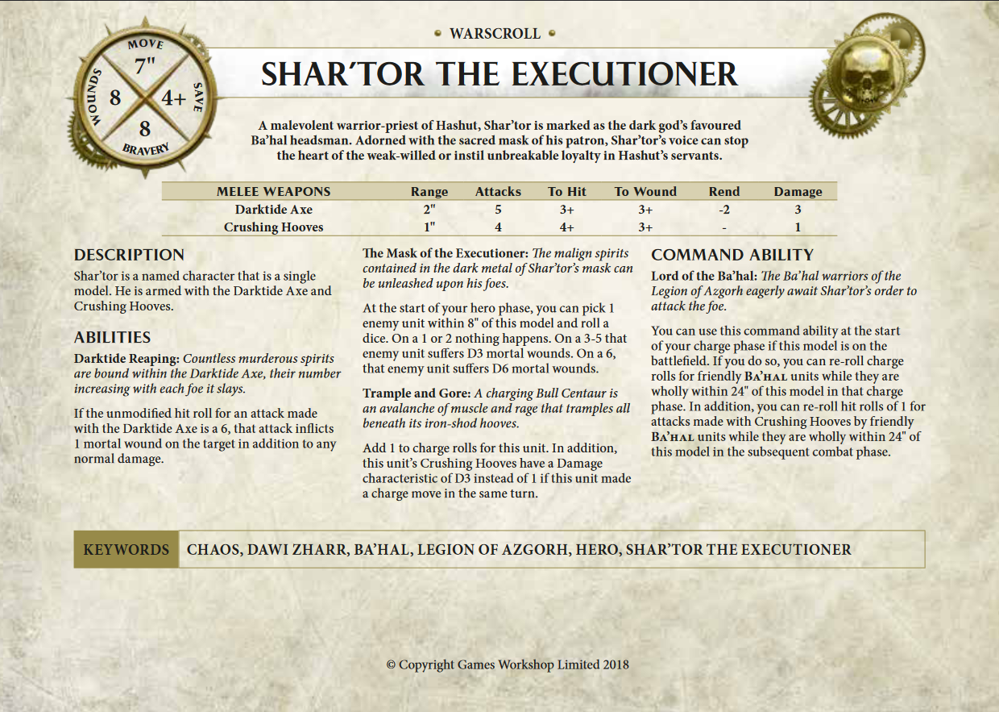 • WARSCROLL •
SHAR'TOR THE EXECUTIONER
MOVE
7"
WOUNDS
8
4+
SAVE
8
BRAVERY
A malevolent warrior-priest of Hashut, Shar'tor is marked as the dark god's favoured
Ba'hal headsman. Adorned with the sacred mask of his patron, Shar'tor's voice can stop
the heart of the weak-willed or instil unbreakable loyalty in Hashut's servants.
MELEE WEAPONS Range Attacks To Hit To Wound Rend Damage
Darktide Axe 2" 5 3+ 3+ -2 3
Crushing Hooves 1" 4 4+ 3+ - 1
DESCRIPTION
Shar'tor is a named character that is a single
model. He is armed with the Darktide Axe and
Crushing Hooves.
ABILITIES
Darktide Reaping: Countless murderous spirits
are bound within the Darktide Axe, their number
increasing with each foe it slays.
If the unmodified hit roll for an attack made
with the Darktide Axe is a 6, that attack inflicts
1 mortal wound on the target in addition to any
normal damage.
The Mask of the Executioner: The malign spirits
contained in the dark metal of Shar'tor's mask can
be unleashed upon his foes.
At the start of your hero phase, you can pick 1
enemy unit within 8" of this model and roll a
dice. On a 1 or 2 nothing happens. On a 3-5 that
enemy unit suffers D3 mortal wounds. On a 6,
that enemy unit suffers D6 mortal wounds.
Trample and Gore: A charging Bull Centaur is
an avalanche of muscle and rage that tramples all
beneath its iron-shod hooves.
Add 1 to charge rolls for this unit. In addition,
this unit's Crushing Hooves have a Damage
characteristic of D3 instead of 1 if this unit made
a charge move in the same turn.
COMMAND ABILITY
Lord of the Ba'hal: The Ba'hal warriors of the
Legion of Azgorh eagerly await Shar'tor's order to
attack the foe.
You can use this command ability at the start
of your charge phase if this model is on the
battlefield. If you do so, you can re-roll charge
rolls for friendly BA'HAL units while they are
wholly within 24" of this model in that charge
phase. In addition, you can re-roll hit rolls of 1 for
attacks made with Crushing Hooves by friendly
BA'HAL units while they are wholly within 24" of
this model in the subsequent combat phase.
KEYWORDS CHAOS, DAWI ZHARR, BA'HAL, LEGION OF AZGORH, HERO, SHAR'TOR THE EXECUTIONER
© Copyright Games Workshop Limited 2018